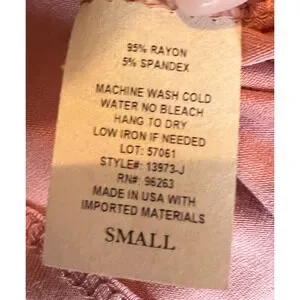 95% RAYON
5% SPANDEX
MACHINE WASH COLD
WATER NO BLEACH
HANG TO DRY
LOW IRON IF NEEDED
LOT: 57061
STYLE#: 13973-J
RN#: 96263
MADE IN USA WITH
IMPORTED MATERIALS
SMALL